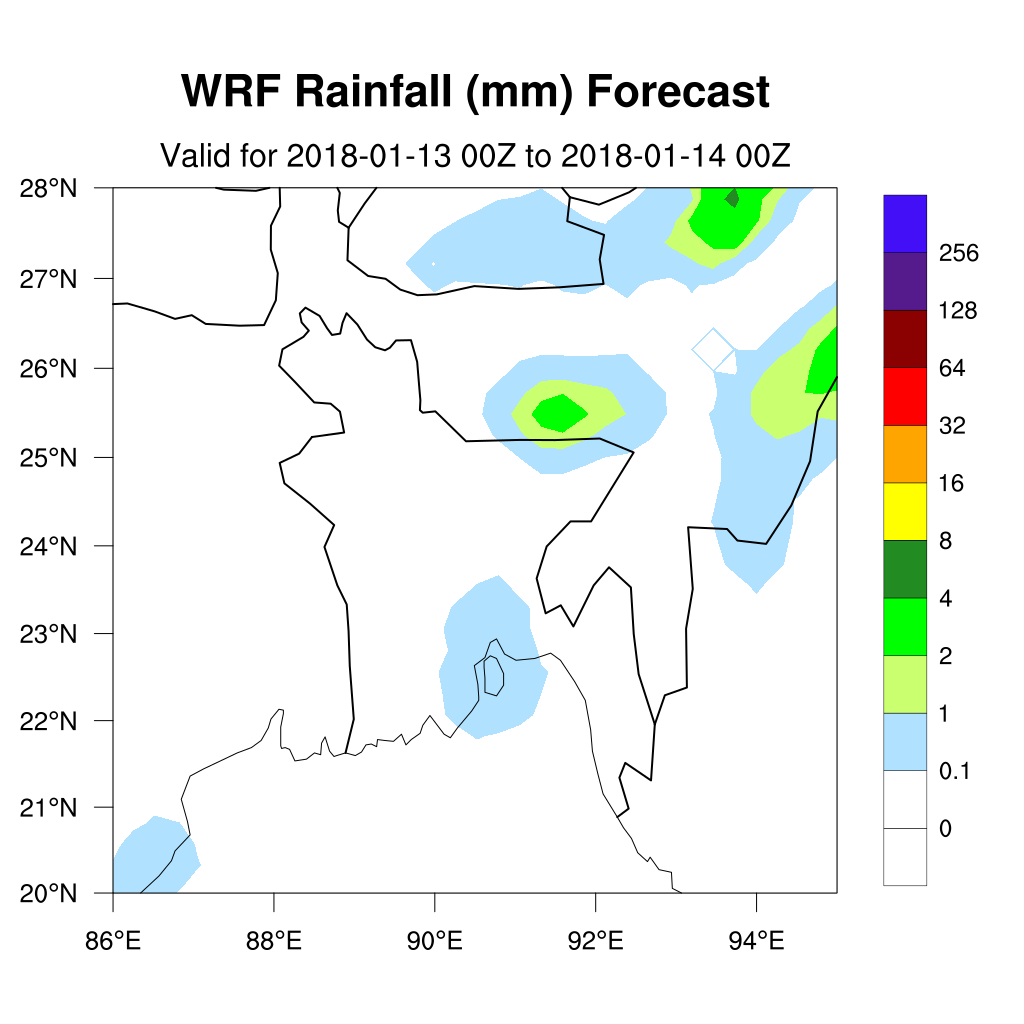 WRF Rainfall (mm) Forecast
Valid for 2018-01-13 00Z to 2018-01-14 00Z
28°N
27°N
26°N
25°N
24°N
23°N
22°N
21°N
20°N
86°E 88°E 90°E 92°E 94°E
256
128
64
32
16
8
4
2
1
0.1
0